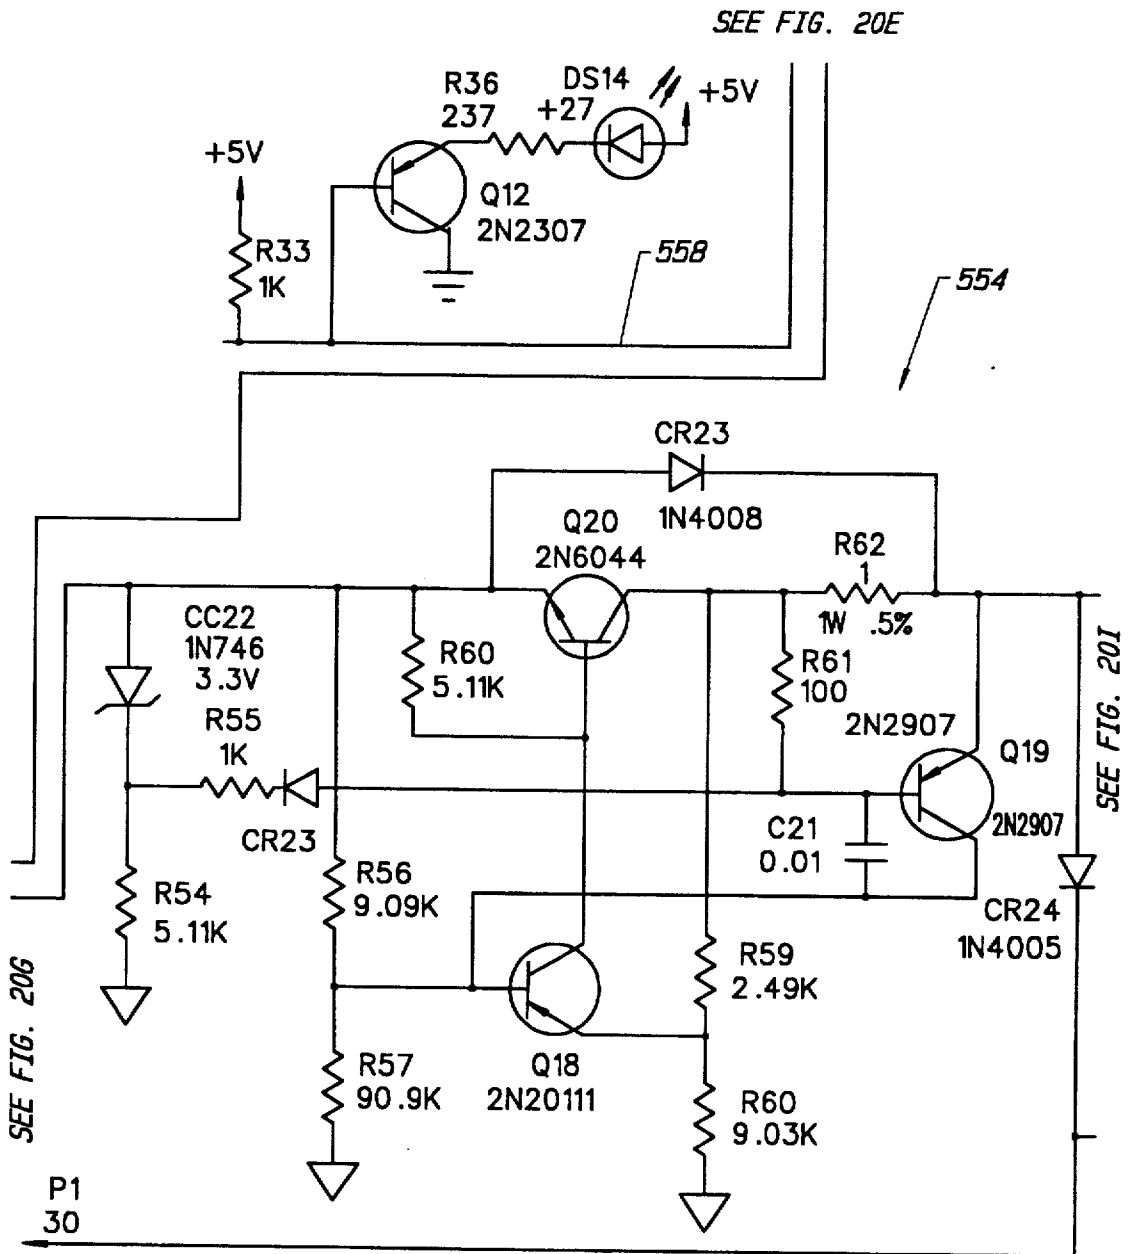 SEE FIG. 20E
R36
237
DS14
+27
+5V
+5V
Q12
2N2307
R33
1K
558
554
CR23
1N4008
Q20
2N6044
R62
1
1W .5%
CC22
1N746
3.3V
R60
5.11K
R61
100
R55
1K
2N2907
Q19
2N2907
SEE FIG. 20I
CR23
C21
0.01
R56
9.09K
R54
5.11K
CR24
1N4005
R59
2.49K
SEE FIG. 20G
R57
90.9K
Q18
2N20111
R60
9.03K
P1
30